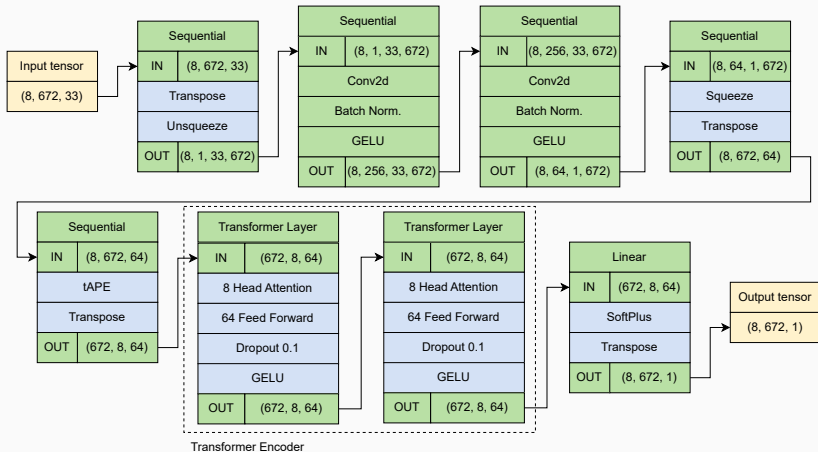 Input tensor
(8, 672, 33)
Sequential
IN (8, 672, 33)
Transpose
Unsqueeze
OUT (8, 1, 33, 672)
Sequential
IN (8, 1, 33, 672)
Conv2d
Batch Norm.
GELU
OUT (8, 256, 33, 672)
Sequential
IN (8, 256, 33, 672)
Conv2d
Batch Norm.
GELU
OUT (8, 64, 1, 672)
Sequential
IN (8, 64, 1, 672)
Squeeze
Transpose
OUT (8, 672, 64)
Sequential
IN (8, 672, 64)
tAPE
Transpose
OUT (672, 8, 64)
Transformer Layer
IN (672, 8, 64)
8 Head Attention
64 Feed Forward
Dropout 0.1
GELU
OUT (672, 8, 64)
Transformer Layer
IN (672, 8, 64)
8 Head Attention
64 Feed Forward
Dropout 0.1
GELU
OUT (672, 8, 64)
Transformer Encoder
Linear
IN (672, 8, 64)
SoftPlus
Transpose
OUT (8, 672, 1)
Output tensor
(8, 672, 1)